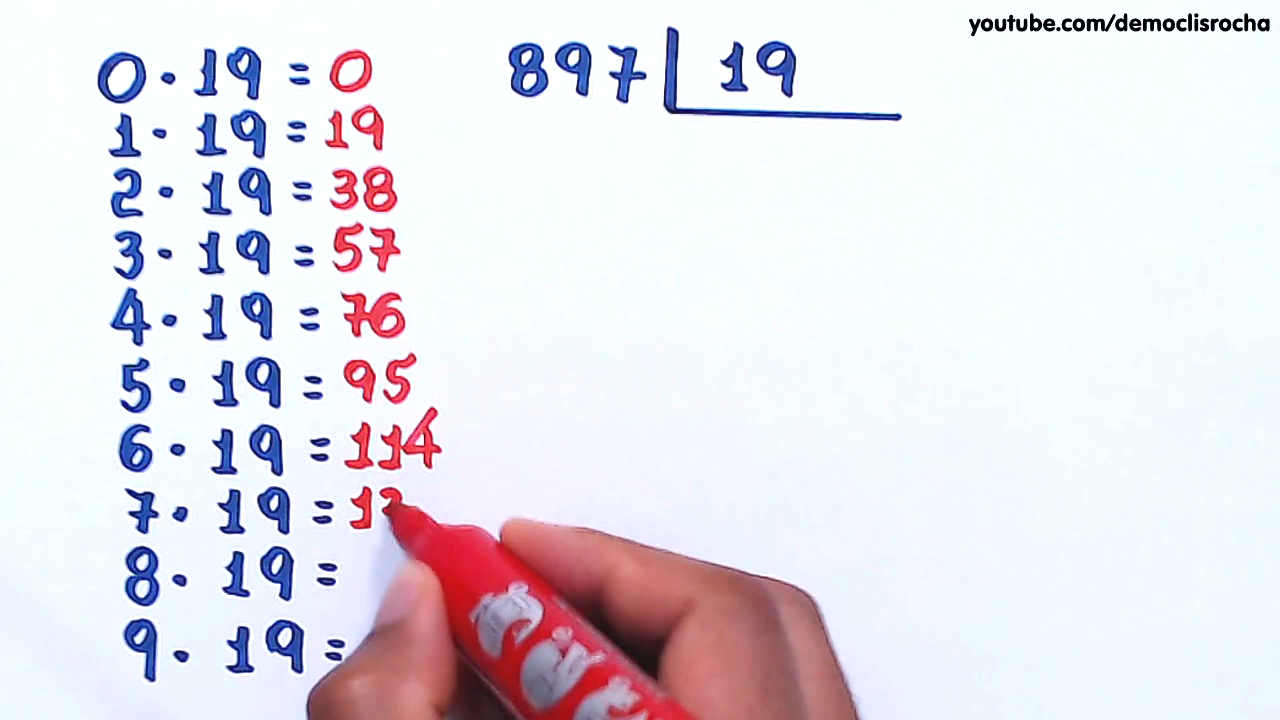 youtube.com/democlisrocha
0 · 19 = 0
1 · 19 = 19
2 · 19 = 38
3 · 19 = 57
4 · 19 = 76
5 · 19 = 95
6 · 19 = 114
7 · 19 = 13
8 · 19 =
9 · 19 =
897 19